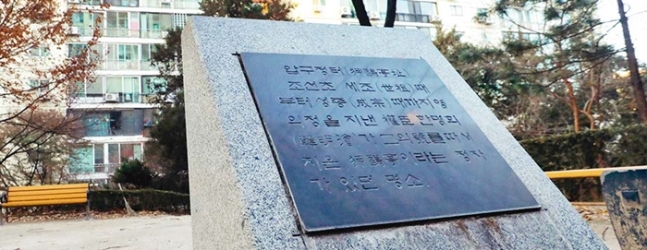 압구정터 狎鷗亭址
조선초 세조 世祖 때
부터 성종 成宗 때까지 영
의정을 지낸 權臣 한명회
韓明澮가 그의 號를 따서
지은 狎鷗亭이라는 정자
가 있던 명소.